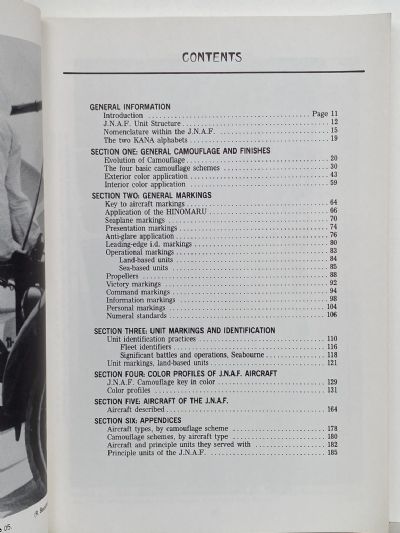 CONTENTS
GENERAL INFORMATION
Introduction Page 11
J.N.A.F. Unit Structure 12
Nomenclature within the J.N.A.F. 15
The two KANA alphabets 19
SECTION ONE: GENERAL CAMOUFLAGE AND FINISHES
Evolution of Camouflage 20
The four basic camouflage schemes 30
Exterior color application 43
Interior color application 59
SECTION TWO: GENERAL MARKINGS
Key to aircraft markings 64
Application of the HINOMARU 66
Seaplane markings 70
Presentation markings 74
Anti-glare application 76
Leading-edge i.d. markings 80
Operational markings 83
Land-based units 84
Sea-based units 85
Propellers 88
Victory markings 92
Command markings 94
Information markings 98
Personal markings 104
Numeral standards 106
SECTION THREE: UNIT MARKINGS AND IDENTIFICATION
Unit identification practices 110
Fleet identifiers 116
Significant battles and operations, Seabourne 118
Unit markings, land-based units 121
SECTION FOUR: COLOR PROFILES OF J.N.A.F. AIRCRAFT
J.N.A.F. Camouflage key in color 129
Color profiles 131
SECTION FIVE: AIRCRAFT OF THE J.N.A.F.
Aircraft described 164
SECTION SIX: APPENDICES
Aircraft types, by camouflage scheme 178
Camouflage schemes, by aircraft type 180
Aircraft and principle units they served with 182
Principle units of the J.N.A.F. 185
05.